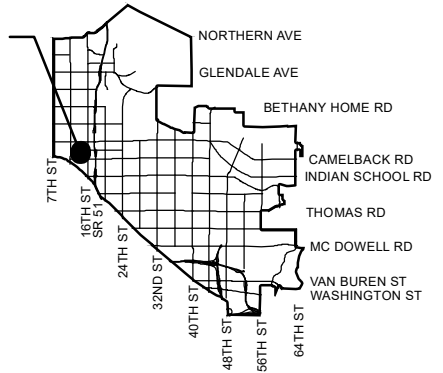 NORTHERN AVE
GLENDALE AVE
BETHANY HOME RD
CAMELBACK RD
INDIAN SCHOOL RD
THOMAS RD
MC DOWELL RD
VAN BUREN ST
WASHINGTON ST
7TH ST
16TH ST
SR 51
24TH ST
32ND ST
40TH ST
48TH ST
56TH ST
64TH ST